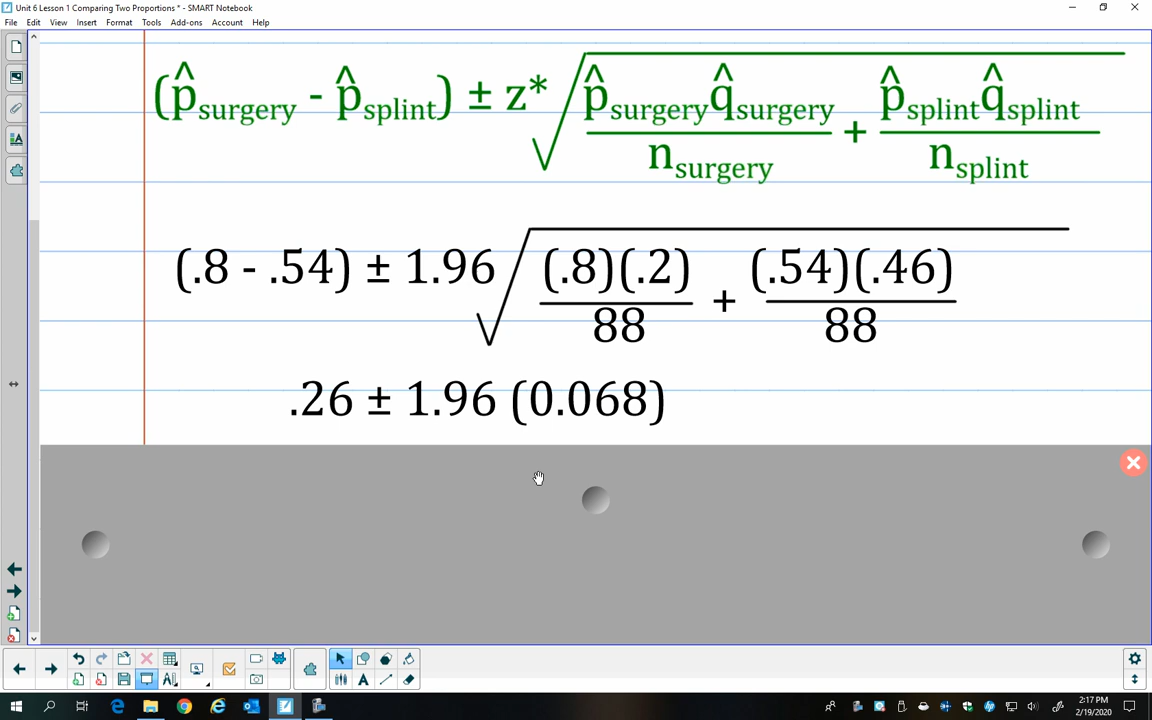 Unit 6 Lesson 1 Comparing Two Proportions * - SMART Notebook
File Edit View Insert Format Tools Add-ons Account Help
(p̂surgery - p̂splint) ± z* √ p̂surgeryq̂surgery + p̂splintq̂splint
nsurgery nsplint
(.8 - .54) ± 1.96 √ (.8)(.2) + (.54)(.46)
88 88
.26 ± 1.96 (0.068)
2:17 PM
2/19/2020